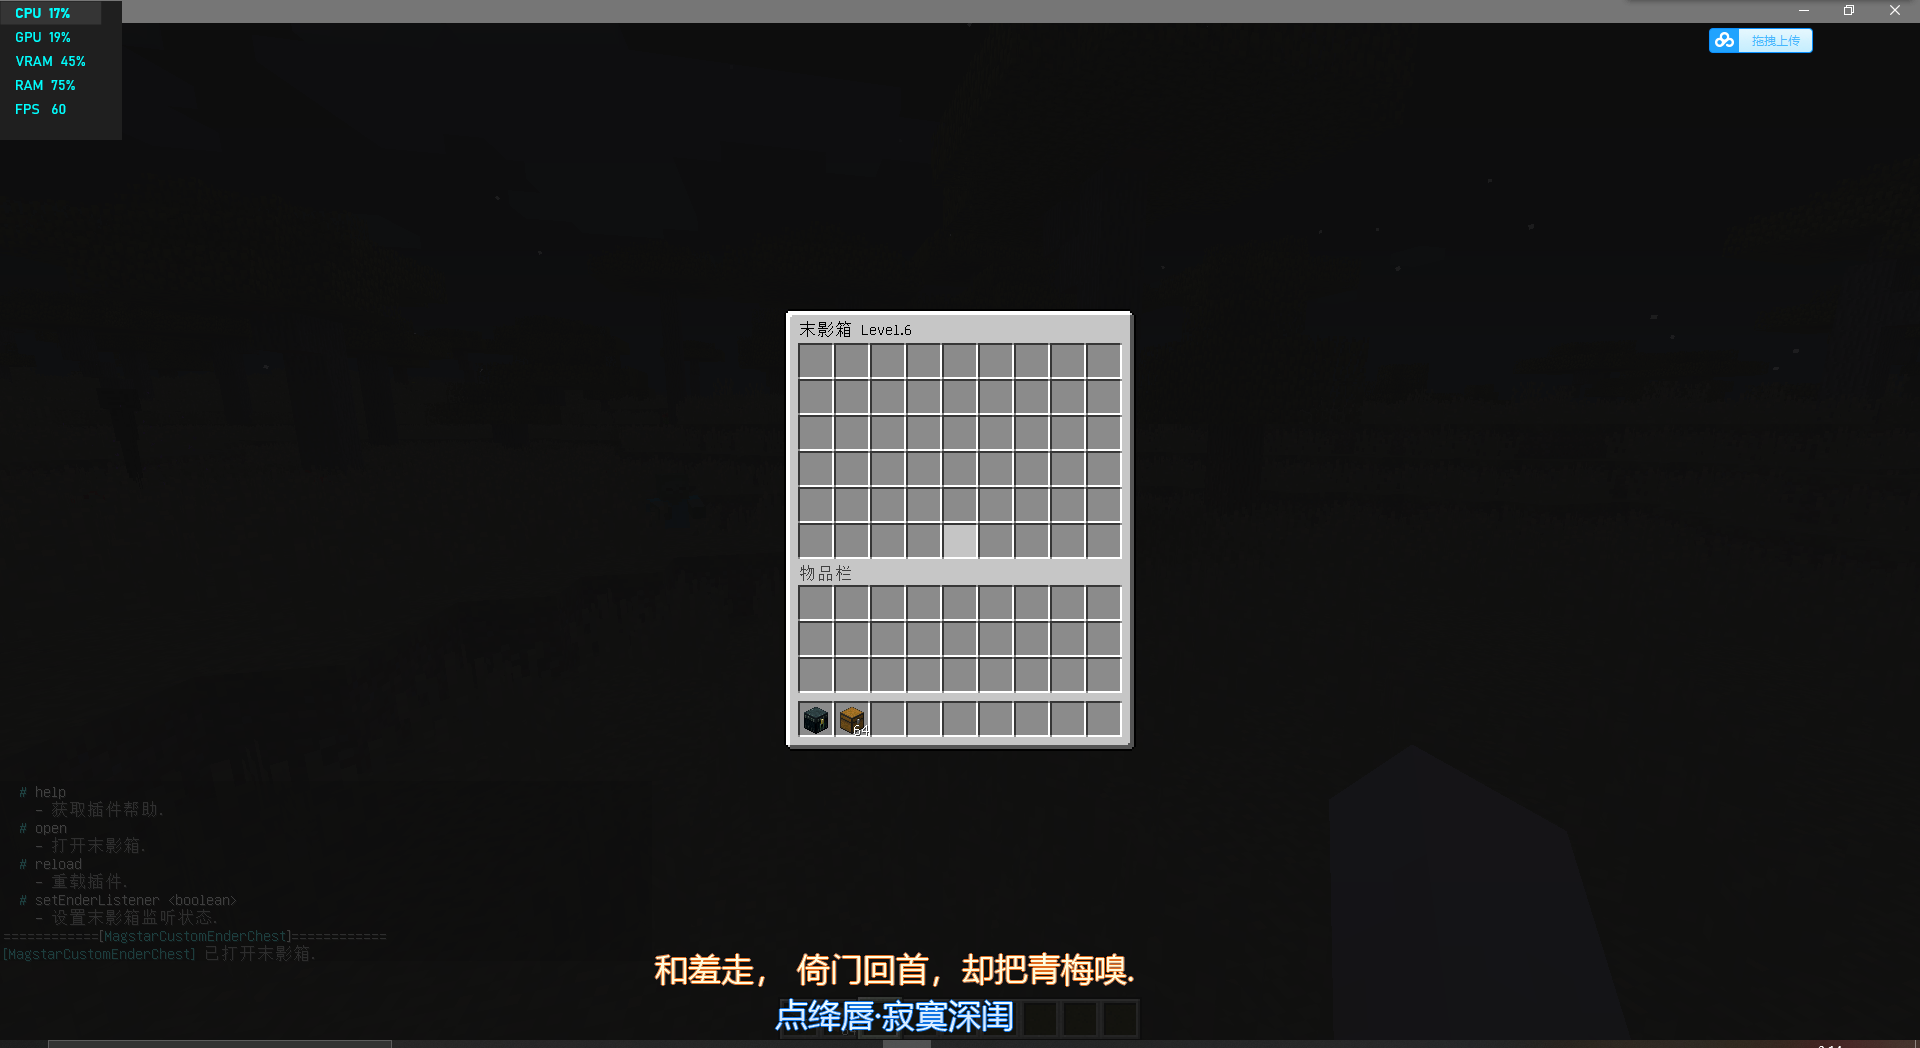 CPU 17%
GPU 19%
VRAM 45%
RAM 75%
FPS 60
拖拽上传
末影箱 Level.6
物品栏
64
# help
- 获取插件帮助.
# open
- 打开末影箱.
# reload
- 重载插件.
# setEnderListener <boolean>
- 设置末影箱监听状态.
============[MagstarCustomEnderChest]============
[MagstarCustomEnderChest] 已打开末影箱.
和羞走， 倚门回首，却把青梅嗅.
点绛唇·寂寞深闺